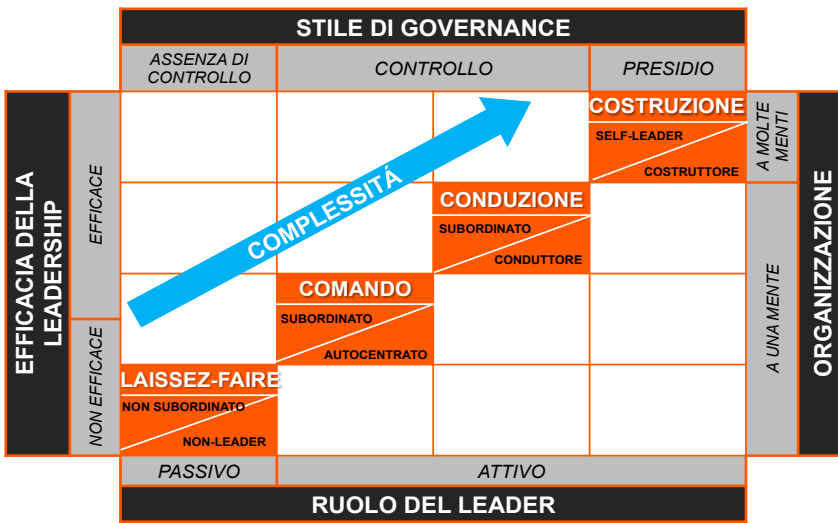 STILE DI GOVERNANCE
ASSENZA DI
CONTROLLO
CONTROLLO
PRESIDIO
EFFICACIA DELLA
LEADERSHIP
EFFICACE
NON EFFICACE
COMPLESSITÁ
COSTRUZIONE
SELF-LEADER
COSTRUTTORE
CONDUZIONE
SUBORDINATO
CONDUTTORE
COMANDO
SUBORDINATO
AUTOCENTRATO
LAISSEZ-FAIRE
NON SUBORDINATO
NON-LEADER
A MOLTE
MENTI
A UNA MENTE
ORGANIZZAZIONE
PASSIVO
ATTIVO
RUOLO DEL LEADER